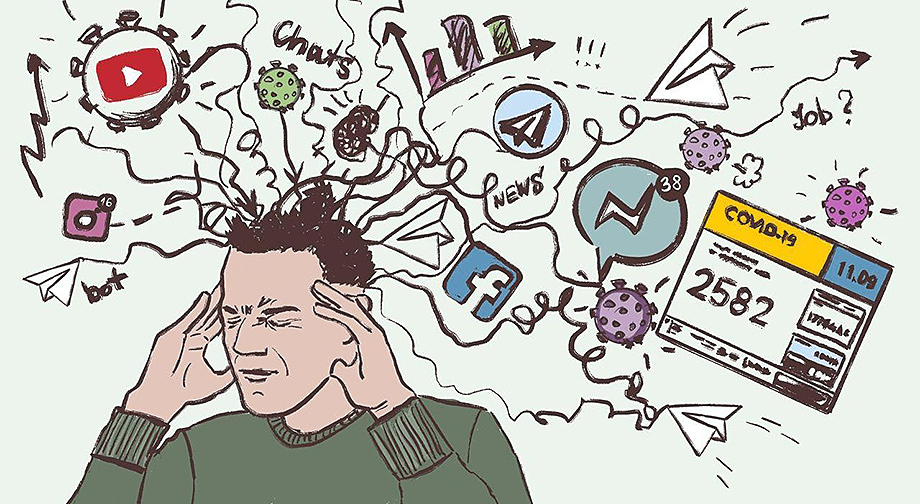 Chats
!!!
Job ?
16
NEWS
38
COVID-19
11.09
bot
2582